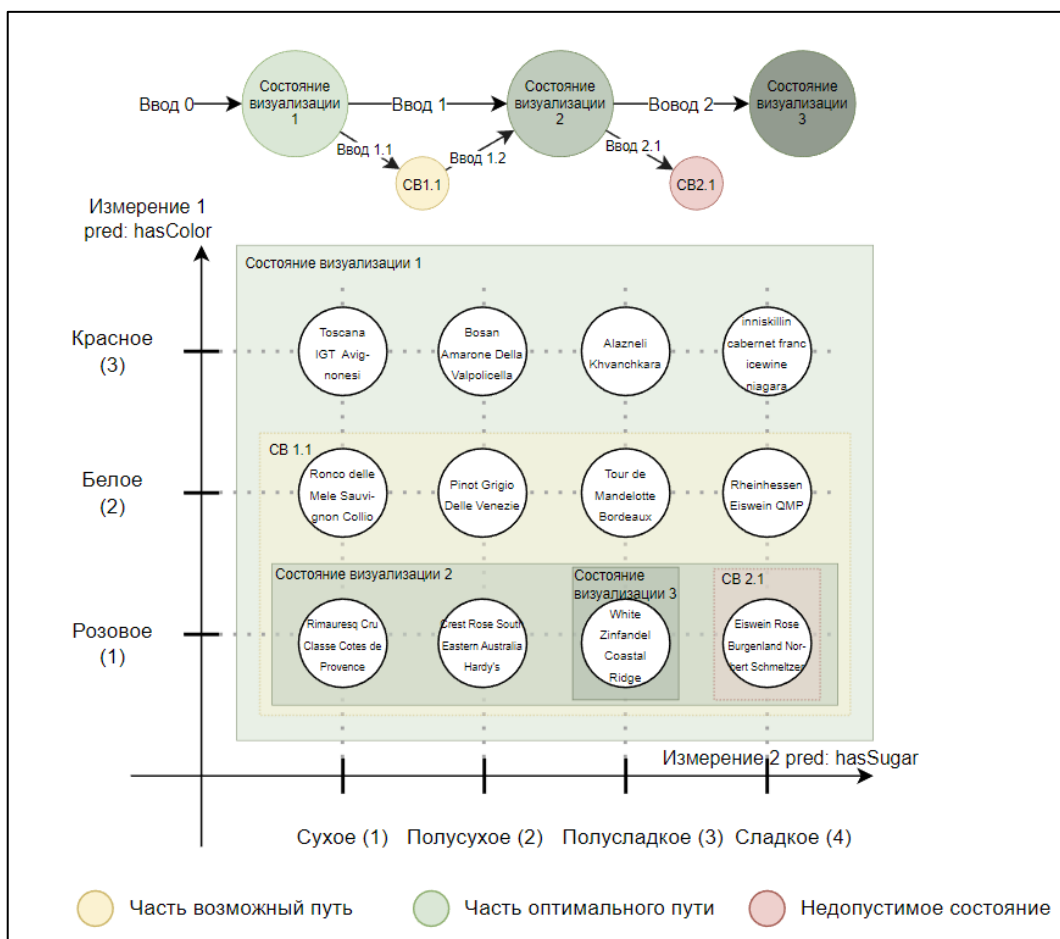 Ввод 0
Состояние
визуализации
1
Ввод 1
Состояние
визуализации
2
Вовод 2
Состояние
визуализации
3
Ввод 1.1
Ввод 1.2
Ввод 2.1
СВ1.1
СВ2.1
Измерение 1
pred: hasColor
Состояние визуализации 1
Красное
(3)
Toscana
IGT Avig-
nonesi
Bosan
Amarone Della
Valpolicella
Alazneli
Khvanchkara
inniskillin
cabernet franc
icewine
niagara
СВ 1.1
Белое
(2)
Ronco delle
Mele Sauvi-
gnon Collio
Pinot Grigio
Delle Venezie
Tour de
Mandelotte
Bordeaux
Rheinhessen
Eiswein QMP
Состояние визуализации 2
Состояние
визуализации 3
СВ 2.1
Розовое
(1)
Rimauresq Cru
Classe Cotes de
Provence
Crest Rose South
Eastern Australia
Hardy's
White
Zinfandel
Coastal
Ridge
Eiswein Rose
Burgenland Nor-
bert Schmeltzer
Измерение 2 pred: hasSugar
Сухое (1)
Полусухое (2)
Полусладкое (3)
Сладкое (4)
Часть возможный путь
Часть оптимального пути
Недопустимое состояние